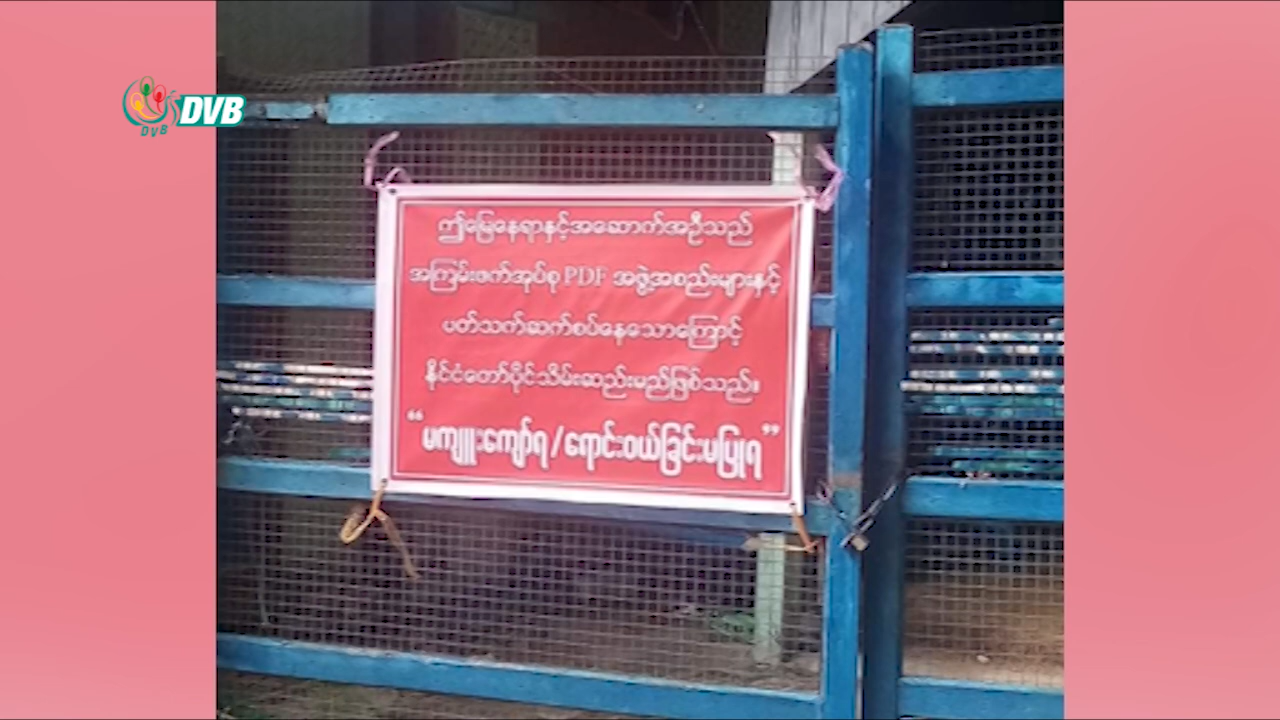 DVB
DVB
ဤမြေနေရာနှင့်အဆောက်အဦသည်
အကြမ်းဖက်အုပ်စု PDF အဖွဲ့အစည်းများနှင့်
ပတ်သက်ဆက်စပ်နေသောကြောင့်
နိုင်ငံတော်ပိုင်သိမ်းဆည်းမည်ဖြစ်သည်။
"မကျူးကျော်ရ/ရောင်းဝယ်ခြင်းမပြုရ"